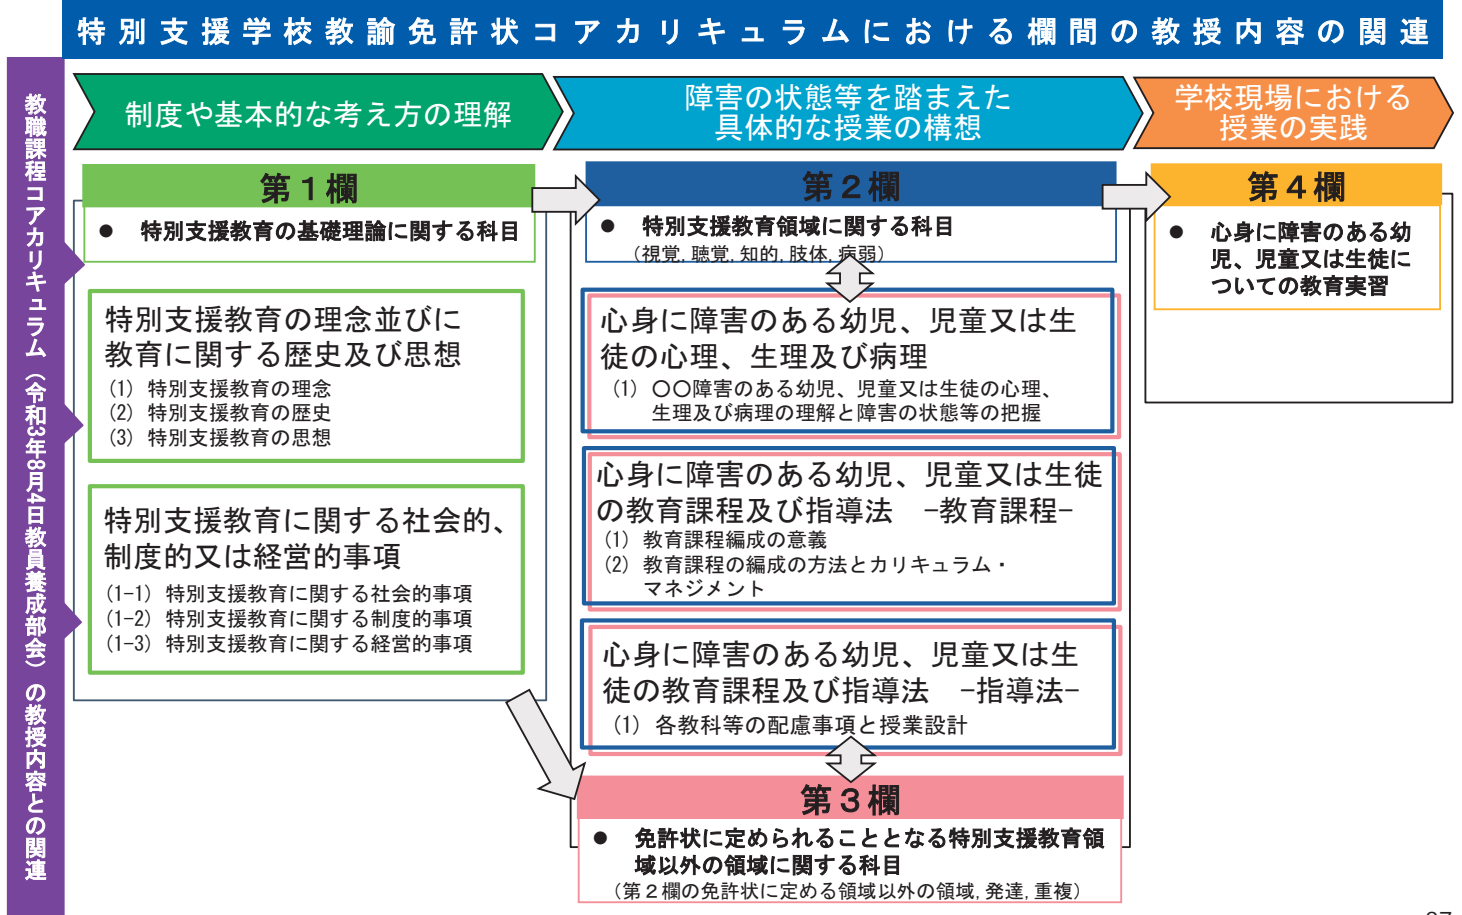 特別支援学校教諭免許状コアカリキュラムにおける欄間の教授内容の関連
教職課程コアカリキュラム（令和3年8月4日教員養成部会）の教授内容との関連
制度や基本的な考え方の理解
障害の状態等を踏まえた
具体的な授業の構想
学校現場における
授業の実践
第１欄
● 特別支援教育の基礎理論に関する科目
特別支援教育の理念並びに
教育に関する歴史及び思想
(1) 特別支援教育の理念
(2) 特別支援教育の歴史
(3) 特別支援教育の思想
特別支援教育に関する社会的、
制度的又は経営的事項
(1-1) 特別支援教育に関する社会的事項
(1-2) 特別支援教育に関する制度的事項
(1-3) 特別支援教育に関する経営的事項
第２欄
● 特別支援教育領域に関する科目
（視覚, 聴覚, 知的, 肢体, 病弱）
心身に障害のある幼児、児童又は生
徒の心理、生理及び病理
(1) 〇〇障害のある幼児、児童又は生徒の心理、
生理及び病理の理解と障害の状態等の把握
心身に障害のある幼児、児童又は生徒
の教育課程及び指導法　-教育課程-
(1) 教育課程編成の意義
(2) 教育課程の編成の方法とカリキュラム・
マネジメント
心身に障害のある幼児、児童又は生
徒の教育課程及び指導法　-指導法-
(1) 各教科等の配慮事項と授業設計
第３欄
● 免許状に定められることとなる特別支援教育領
域以外の領域に関する科目
（第２欄の免許状に定める領域以外の領域, 発達, 重複）
第４欄
● 心身に障害のある幼
児、児童又は生徒に
ついての教育実習